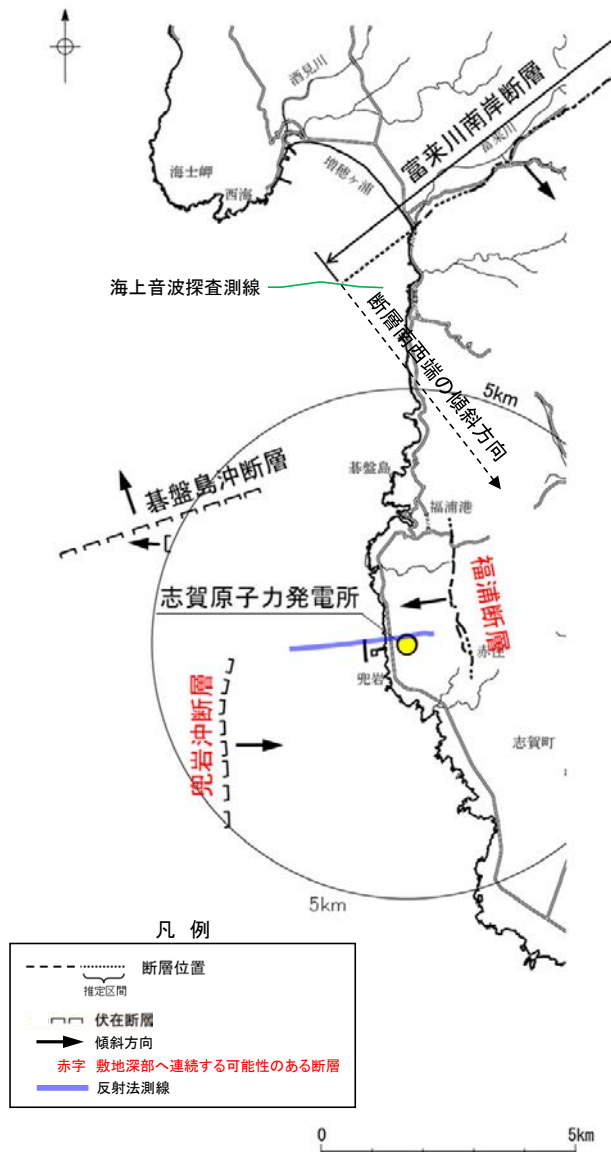 酒見川
富来川南岸断層
富来川
海士岬
西海
増穂ヶ浦
海上音波探査測線
断層南西端の傾斜方向
5km
碁盤島沖断層
碁盤島
福浦港
志賀原子力発電所
福浦断層
赤住
兜岩
兜岩沖断層
志賀町
5km
凡 例
断層位置
推定区間
伏在断層
傾斜方向
赤字 敷地深部へ連続する可能性のある断層
反射法測線
0 5km